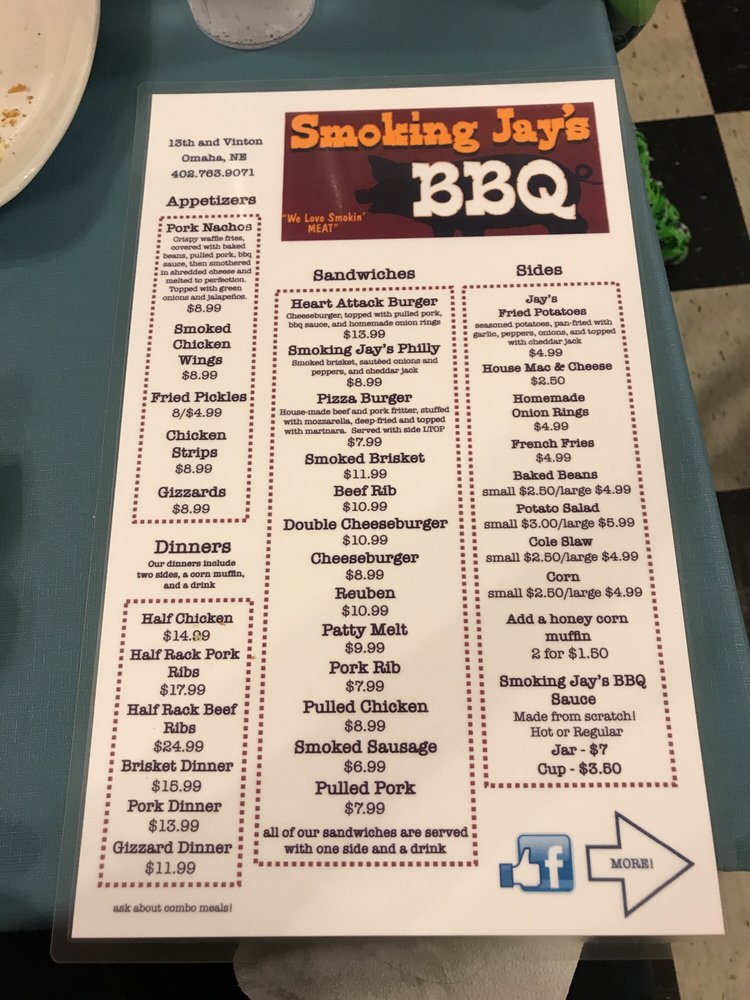 13th and Vinton
Omaha, NE
402.763.9071
Smoking Jay's
BBQ
"We Love Smokin'
MEAT"
Appetizers
Pork Nachos
Crispy waffle fries,
covered with baked
beans, pulled pork, bbq
sauce, then smothered
in shredded cheese and
melted to perfection.
Topped with green
onions and jalapeños.
$8.99
Smoked
Chicken
Wings
$8.99
Fried Pickles
8/$4.99
Chicken
Strips
$8.99
Gizzards
$8.99
Dinners
Our dinners include
two sides, a corn muffin,
and a drink
Half Chicken
$14.99
Half Rack Pork
Ribs
$17.99
Half Rack Beef
Ribs
$24.99
Brisket Dinner
$15.99
Pork Dinner
$13.99
Gizzard Dinner
$11.99
ask about combo meals!
Sandwiches
Heart Attack Burger
Cheeseburger, topped with pulled pork,
bbq sauce, and homemade onion rings
$13.99
Smoking Jay's Philly
Smoked brisket, sautéed onions and
peppers, and cheddar jack
$8.99
Pizza Burger
House-made beef and pork fritter, stuffed
with mozzarella, deep-fried and topped
with marinara. Served with side LTOP
$7.99
Smoked Brisket
$11.99
Beef Rib
$10.99
Double Cheeseburger
$10.99
Cheeseburger
$8.99
Reuben
$10.99
Patty Melt
$9.99
Pork Rib
$7.99
Pulled Chicken
$8.99
Smoked Sausage
$6.99
Pulled Pork
$7.99
all of our sandwiches are served
with one side and a drink
Sides
Jay's
Fried Potatoes
seasoned potatoes, pan-fried with
garlic, peppers, onions, and topped
with cheddar jack
$4.99
House Mac & Cheese
$2.50
Homemade
Onion Rings
$4.99
French Fries
$4.99
Baked Beans
small $2.50/large $4.99
Potato Salad
small $3.00/large $5.99
Cole Slaw
small $2.50/large $4.99
Corn
small $2.50/large $4.99
Add a honey corn
muffin
2 for $1.50
Smoking Jay's BBQ
Sauce
Made from scratch!
Hot or Regular
Jar - $7
Cup - $3.50
f
MORE!